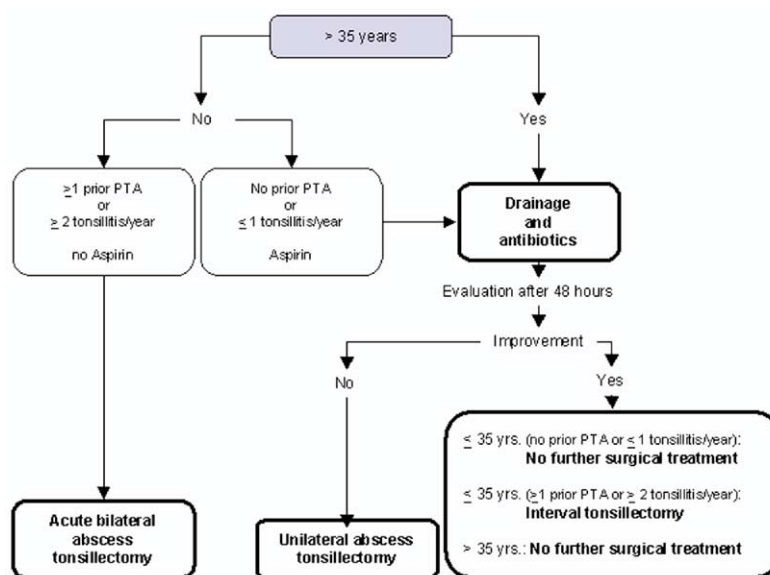 > 35 years
No
Yes
≥1 prior PTA
or
≥ 2 tonsillitis/year
no Aspirin
No prior PTA
or
≤ 1 tonsillitis/year
Aspirin
Drainage
and
antibiotics
Evaluation after 48 hours
Improvement
No
Yes
≤ 35 yrs. (no prior PTA or ≤ 1 tonsillitis/year):
No further surgical treatment
≤ 35 yrs. (≥1 prior PTA or ≥ 2 tonsillitis/year):
Interval tonsillectomy
> 35 yrs.: No further surgical treatment
Acute bilateral
abscess
tonsillectomy
Unilateral abscess
tonsillectomy